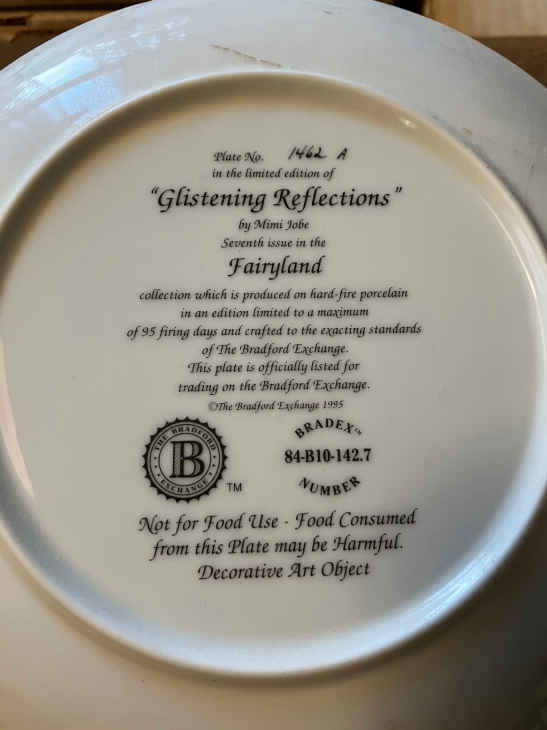 Plate No. 1462 A
in the limited edition of
"Glistening Reflections"
by Mimi Jobe
Seventh issue in the
Fairyland
collection which is produced on hard-fire porcelain
in an edition limited to a maximum
of 95 firing days and crafted to the exacting standards
of The Bradford Exchange.
This plate is officially listed for
trading on the Bradford Exchange.
©The Bradford Exchange 1995
THE BRADFORD
B
EXCHANGE
TM
BRADEX™
84-B10-142.7
NUMBER
Not for Food Use - Food Consumed
from this Plate may be Harmful.
Decorative Art Object